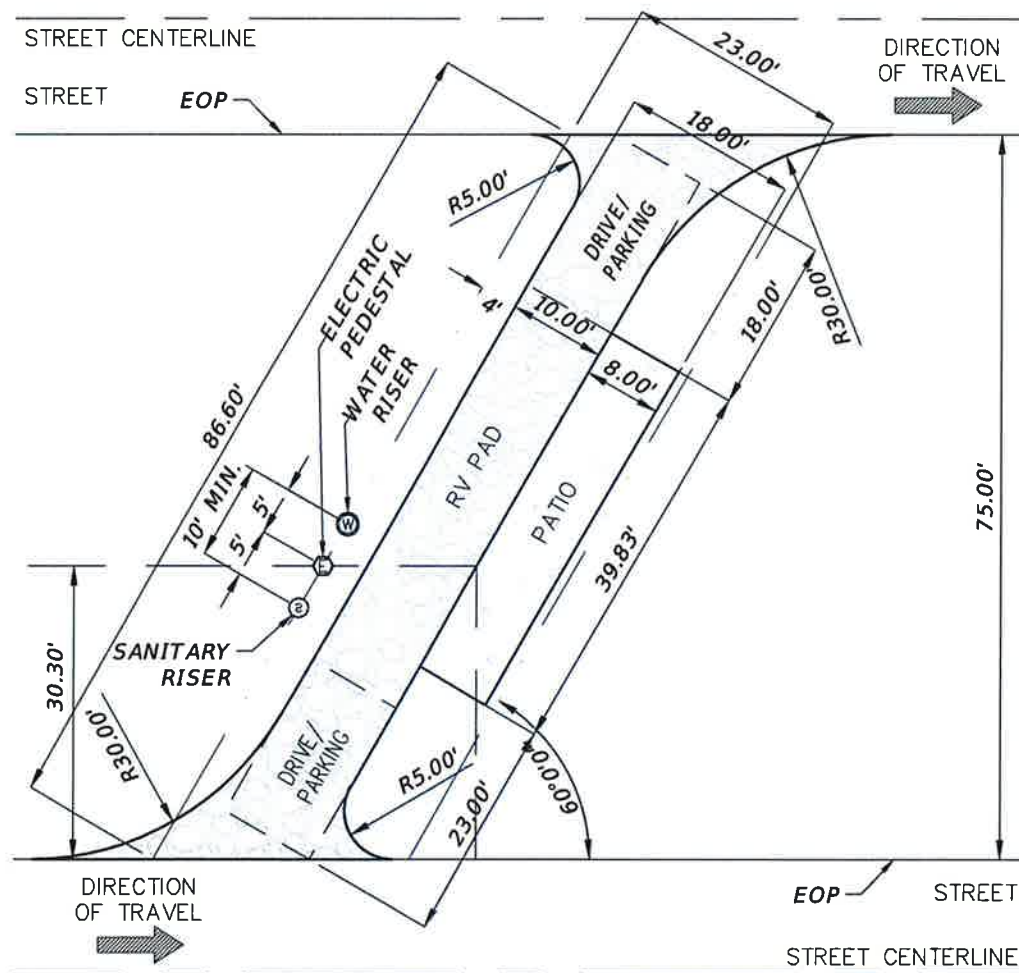 STREET CENTERLINE
STREET
EOP
DIRECTION
OF TRAVEL
23.00'
18.00'
R5.00'
DRIVE/
PARKING
R30.00'
18.00'
ELECTRIC
PEDESTAL
4'
10.00'
8.00'
WATER
RISER
86.60'
10' MIN.
5'
5'
W
E
S
RV PAD
PATIO
39.83'
75.00'
SANITARY
RISER
30.30'
R30.00'
DRIVE/
PARKING
R5.00'
23.00'
60°0'0"
DIRECTION
OF TRAVEL
EOP
STREET
STREET CENTERLINE